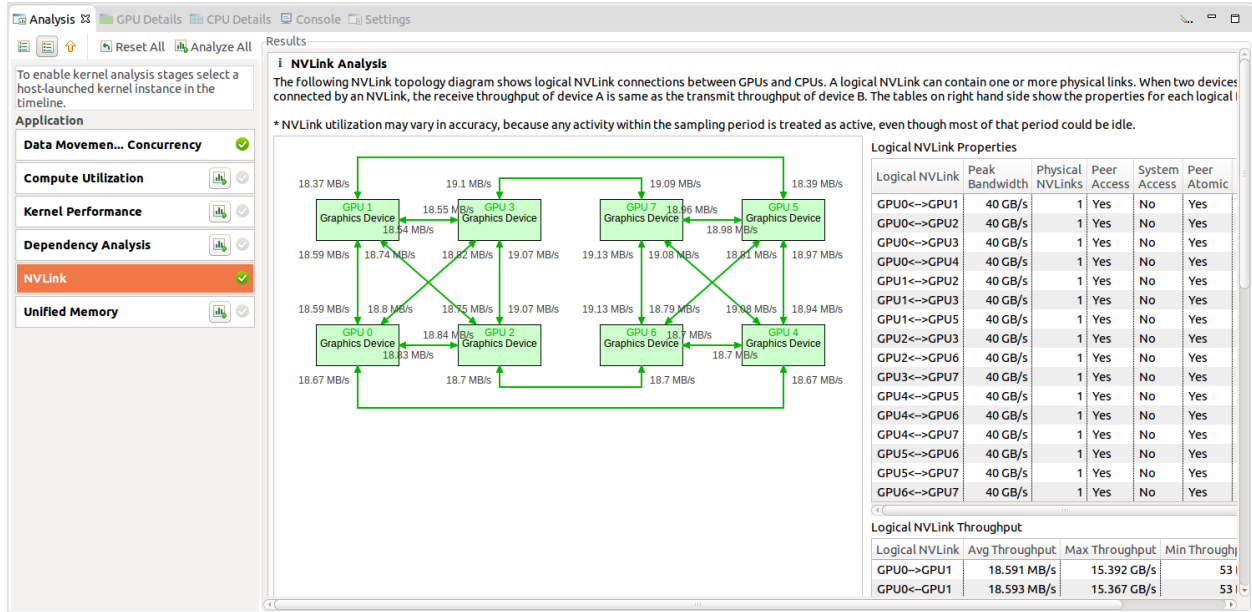 Analysis GPU Details CPU Details Console Settings
Reset All Analyze All
To enable kernel analysis stages select a
host-launched kernel instance in the
timeline.
Application
Data Movemen... Concurrency
Compute Utilization
Kernel Performance
Dependency Analysis
NVLink
Unified Memory
Results
i NVLink Analysis
The following NVLink topology diagram shows logical NVLink connections between GPUs and CPUs. A logical NVLink can contain one or more physical links. When two devices
connected by an NVLink, the receive throughput of device A is same as the transmit throughput of device B. The tables on right hand side show the properties for each logical
* NVLink utilization may vary in accuracy, because any activity within the sampling period is treated as active, even though most of that period could be idle.
18.37 MB/s 19.1 MB/s 19.09 MB/s 18.39 MB/s
GPU 1 18.55 MB/s GPU 3 GPU 7 18.96 MB/s GPU 5
Graphics Device Graphics Device Graphics Device Graphics Device
18.54 MB/s 18.98 MB/s
18.59 MB/s 18.74 MB/s 18.82 MB/s 19.07 MB/s 19.13 MB/s 19.08 MB/s 18.81 MB/s 18.97 MB/s
18.59 MB/s 18.8 MB/s 18.75 MB/s 19.07 MB/s 19.13 MB/s 18.79 MB/s 19.08 MB/s 18.94 MB/s
GPU 0 18.84 MB/s GPU 2 GPU 6 18.7 MB/s GPU 4
Graphics Device Graphics Device Graphics Device Graphics Device
18.83 MB/s 18.7 MB/s
18.67 MB/s 18.7 MB/s 18.7 MB/s 18.67 MB/s
Logical NVLink Properties
Logical NVLink Peak Bandwidth Physical NVLinks Peer Access System Access Peer Atomic
GPU0<-->GPU1 40 GB/s 1 Yes No Yes
GPU0<-->GPU2 40 GB/s 1 Yes No Yes
GPU0<-->GPU3 40 GB/s 1 Yes No Yes
GPU0<-->GPU4 40 GB/s 1 Yes No Yes
GPU1<-->GPU2 40 GB/s 1 Yes No Yes
GPU1<-->GPU3 40 GB/s 1 Yes No Yes
GPU1<-->GPU5 40 GB/s 1 Yes No Yes
GPU2<-->GPU3 40 GB/s 1 Yes No Yes
GPU2<-->GPU6 40 GB/s 1 Yes No Yes
GPU3<-->GPU7 40 GB/s 1 Yes No Yes
GPU4<-->GPU5 40 GB/s 1 Yes No Yes
GPU4<-->GPU6 40 GB/s 1 Yes No Yes
GPU4<-->GPU7 40 GB/s 1 Yes No Yes
GPU5<-->GPU6 40 GB/s 1 Yes No Yes
GPU5<-->GPU7 40 GB/s 1 Yes No Yes
GPU6<-->GPU7 40 GB/s 1 Yes No Yes
Logical NVLink Throughput
Logical NVLink Avg Throughput Max Throughput Min Through
GPU0-->GPU1 18.591 MB/s 15.392 GB/s 53
GPU0<--GPU1 18.593 MB/s 15.367 GB/s 53